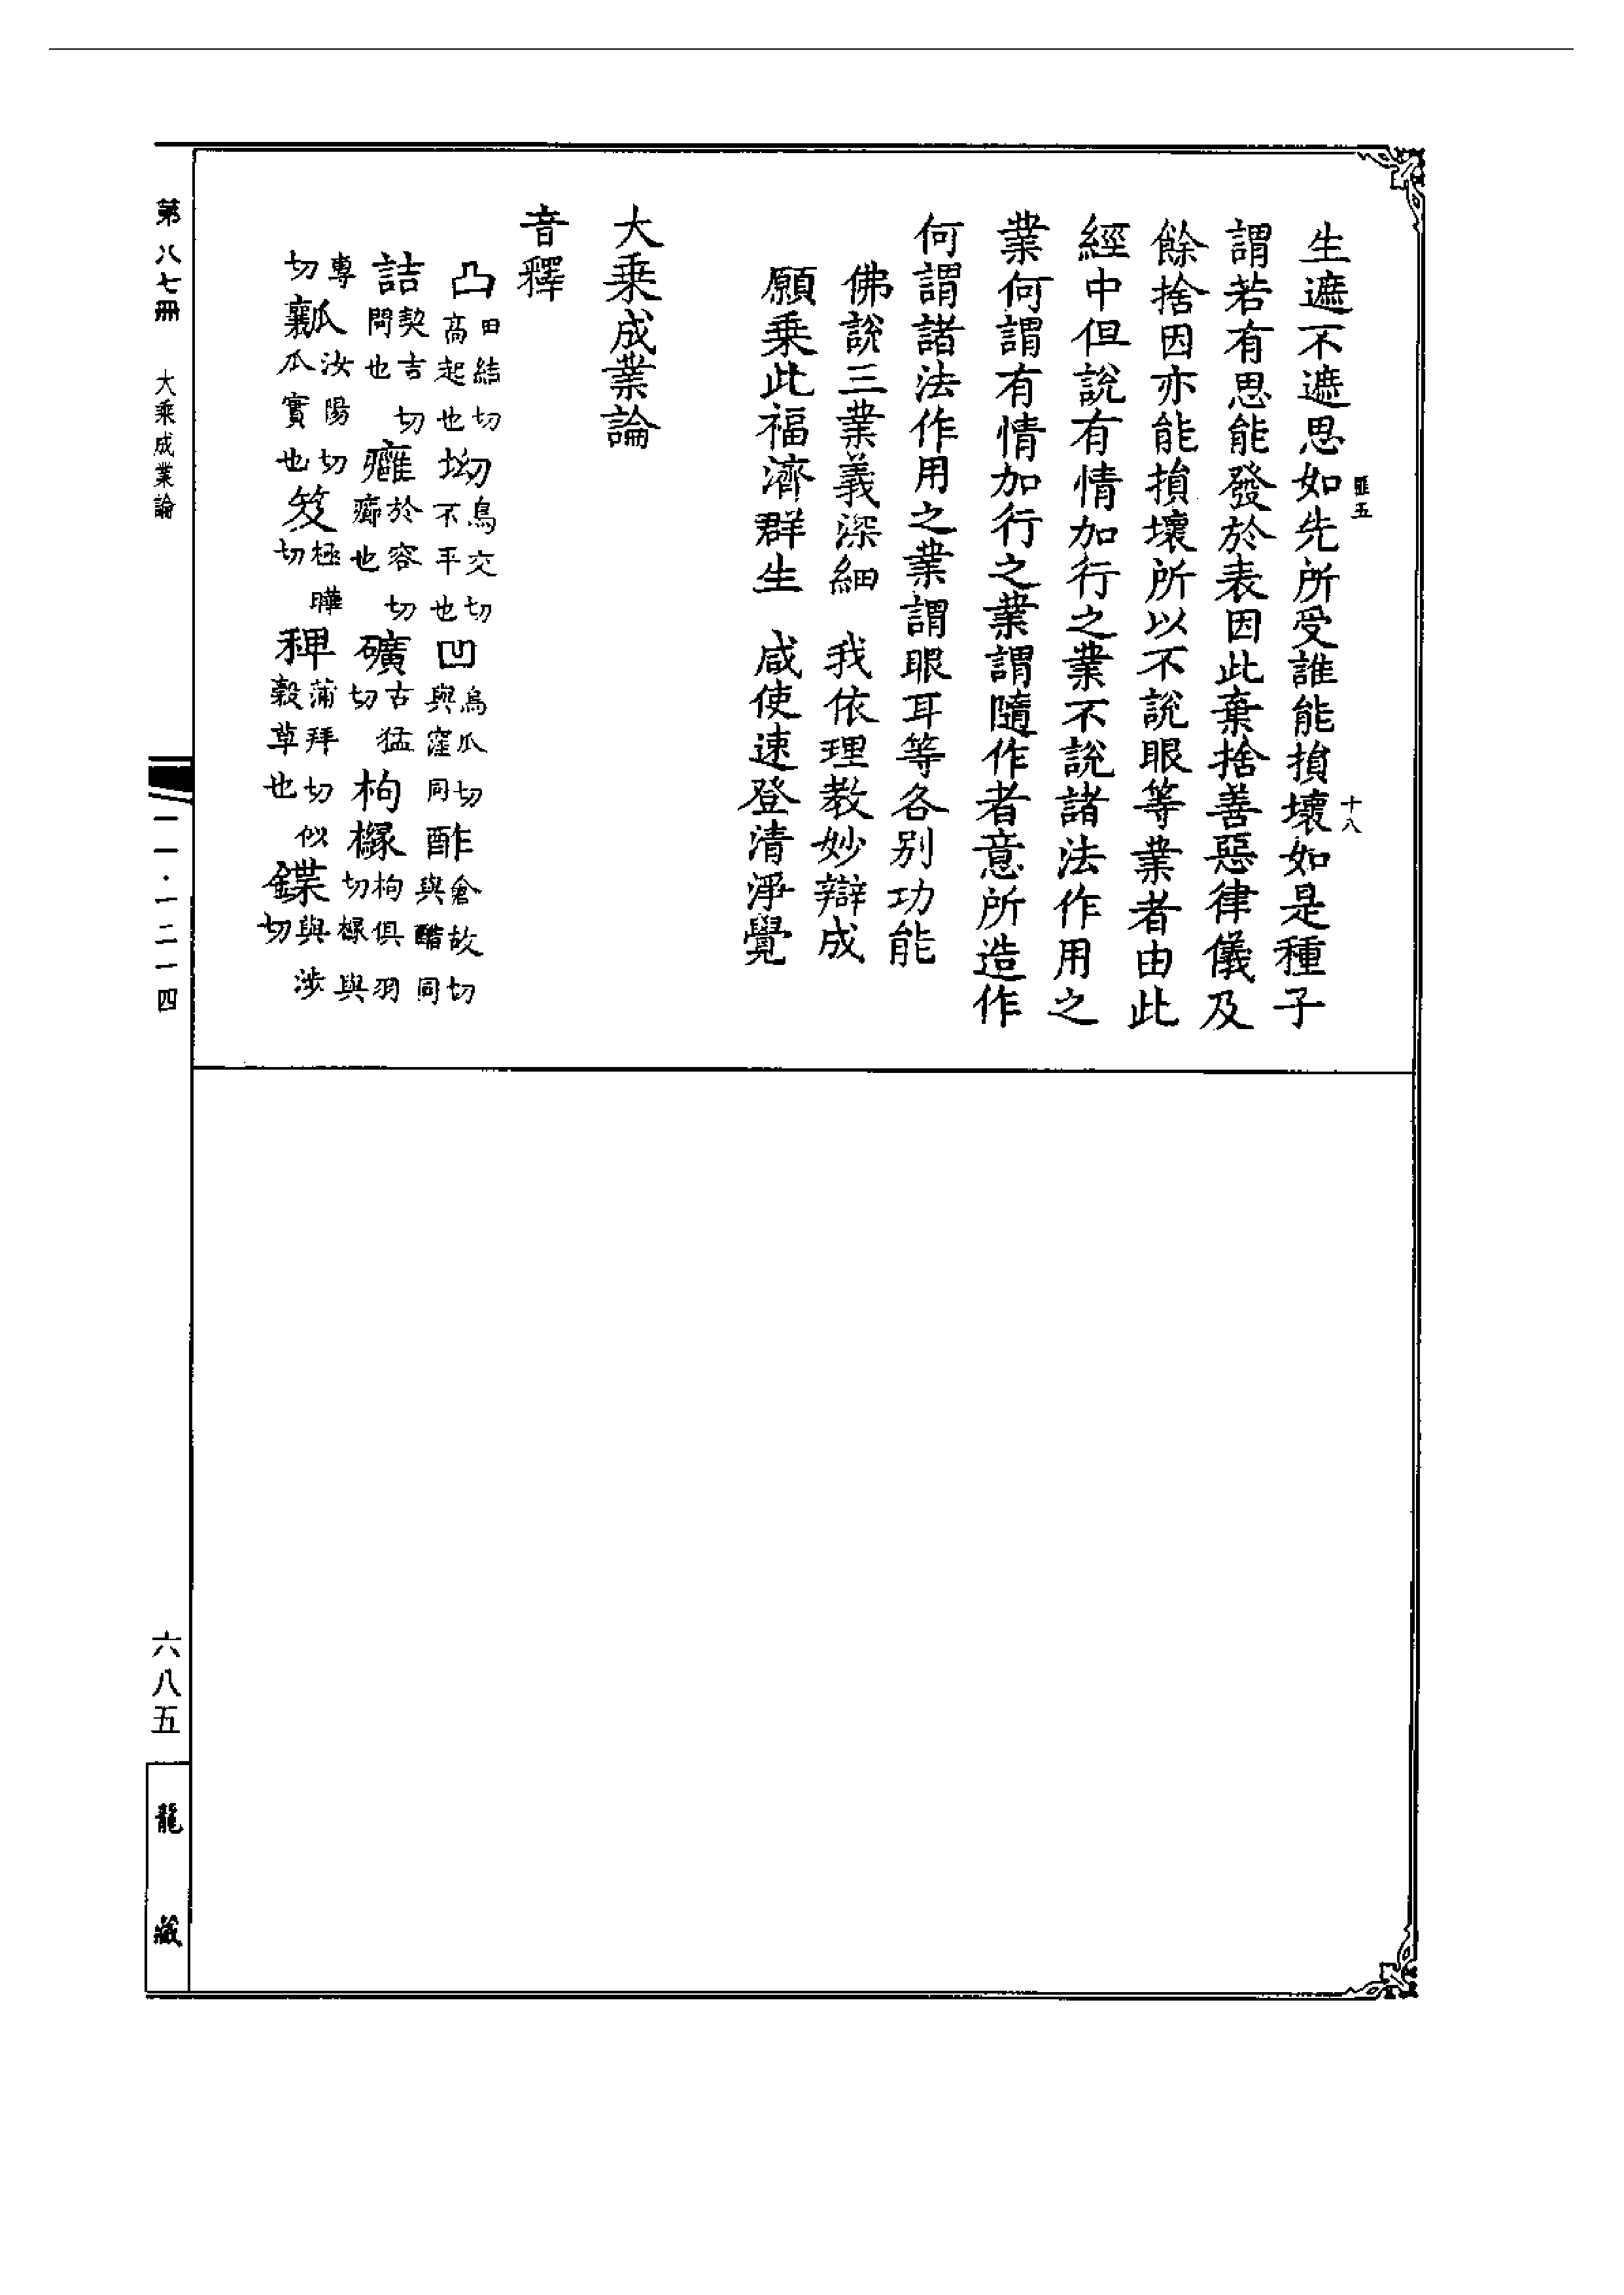 生遮不遮思如先所受誰能損壞如是種子
謂若有思能發於表因此棄捨善惡律儀及
餘捨因亦能損壞所以不說眼等業者由此
經中但說有情加行之業不說諸法作用之
業何謂有情加行之業謂隨作者意所造作
何謂諸法作用之業謂眼耳等各別功能
佛說三業義深細　我依理教妙辯成
願乘此福濟群生　咸使速登清淨覺
大乘成業論
音釋
凸田結切高起也坳於交切不平也凹烏瓜切與窪同酢倉故切與醋同
詰契吉切問也癰於容切癤也礦古猛切枸櫞枸俱羽切櫞與
專切瓤汝陽切瓜實也笈極曄切稗蒲拜切似穀草也鍱與涉切
十八
第八七冊　大乘成業論
一一·一二一四
六八五
龍藏